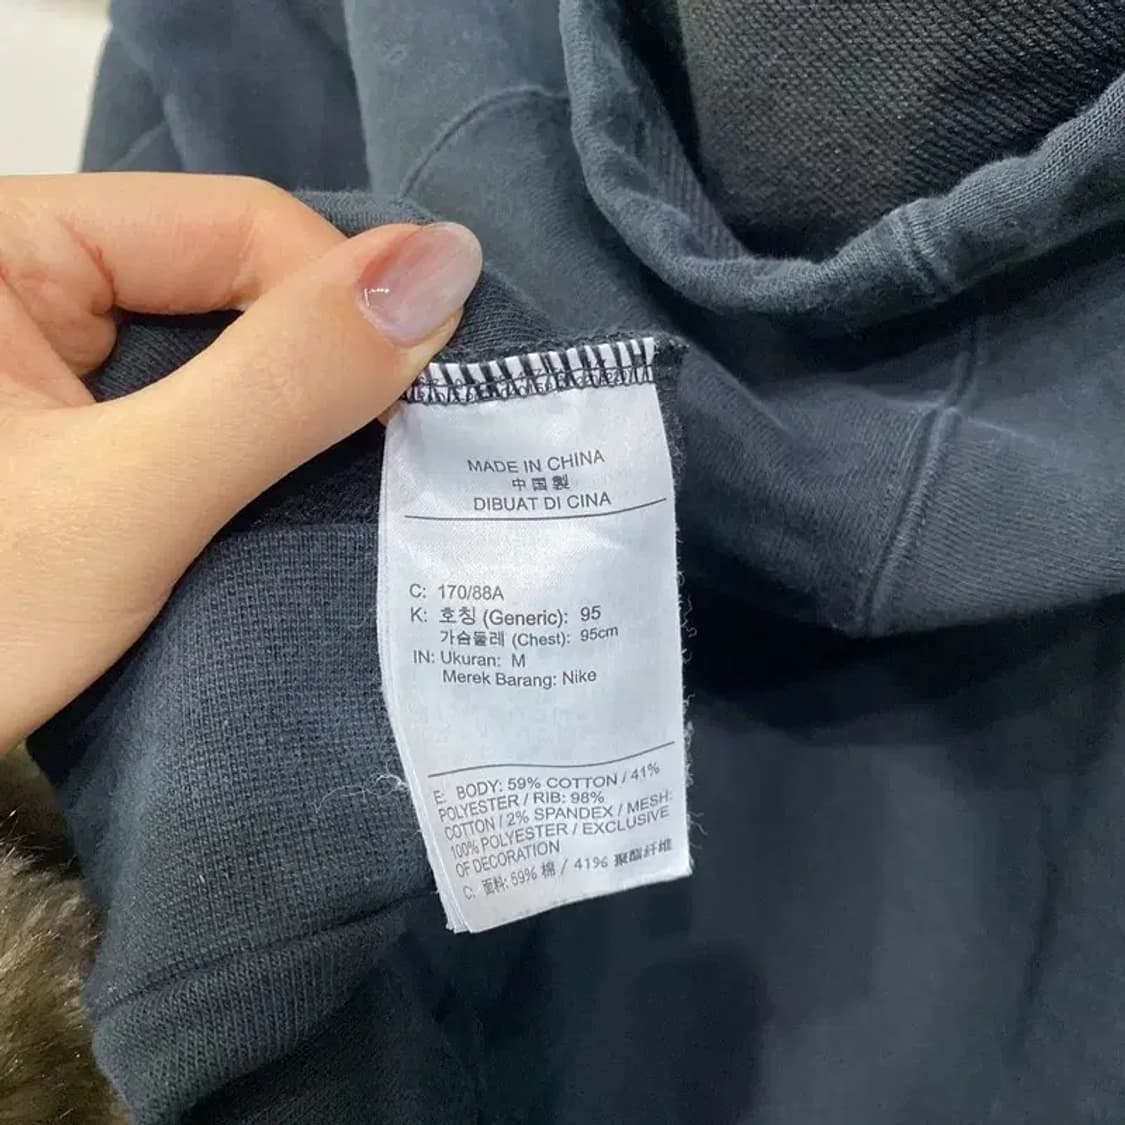 MADE IN CHINA
中国製
DIBUAT DI CINA
C: 170/88A
K: 호칭 (Generic): 95
가슴둘레 (Chest): 95cm
IN: Ukuran: M
Merek Barang: Nike
E: BODY: 59% COTTON / 41%
POLYESTER / RIB: 98%
COTTON / 2% SPANDEX / MESH:
100% POLYESTER / EXCLUSIVE
OF DECORATION
C: 面料: 59% 棉 / 41% 聚酯纤维